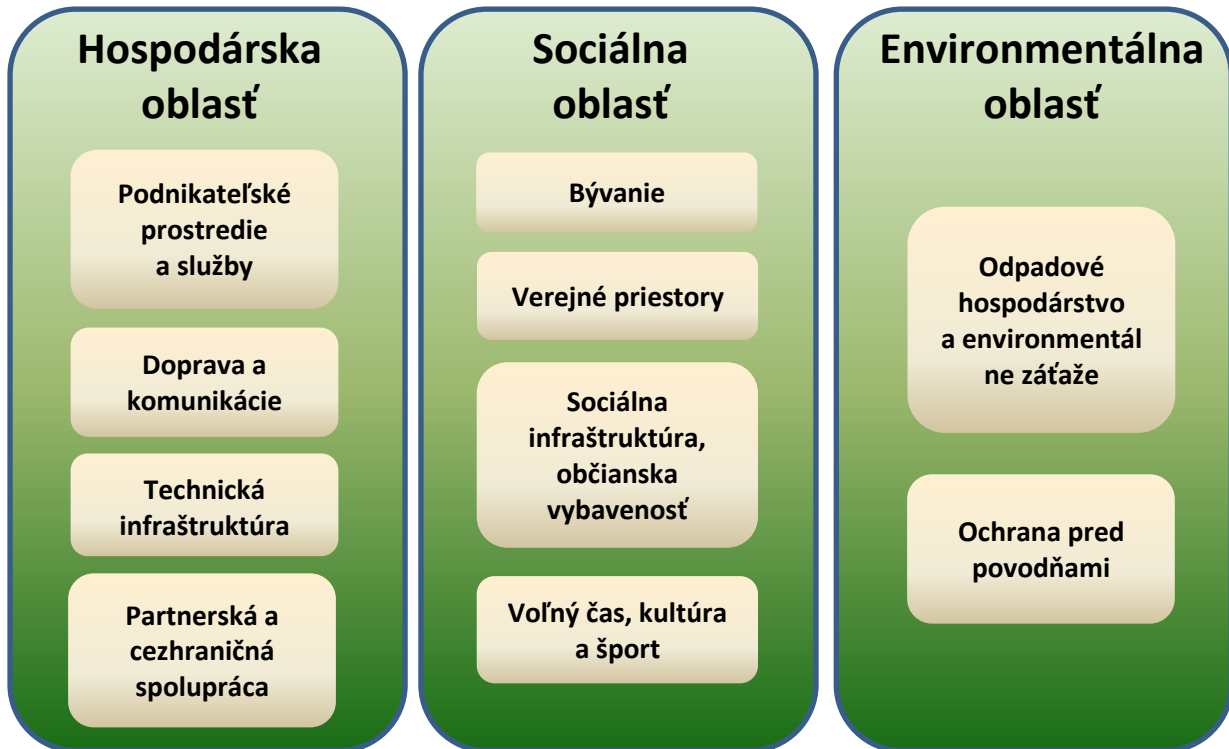 Hospodárska
oblasť
Podnikateľské
prostredie
a služby
Doprava a
komunikácie
Technická
infraštruktúra
Partnerská a
cezhraničná
spolupráca
Sociálna
oblasť
Bývanie
Verejné priestory
Sociálna
infraštruktúra,
občianska
vybavenosť
Voľný čas, kultúra
a šport
Environmentálna
oblasť
Odpadové
hospodárstvo
a environmentál
ne záťaže
Ochrana pred
povodňami